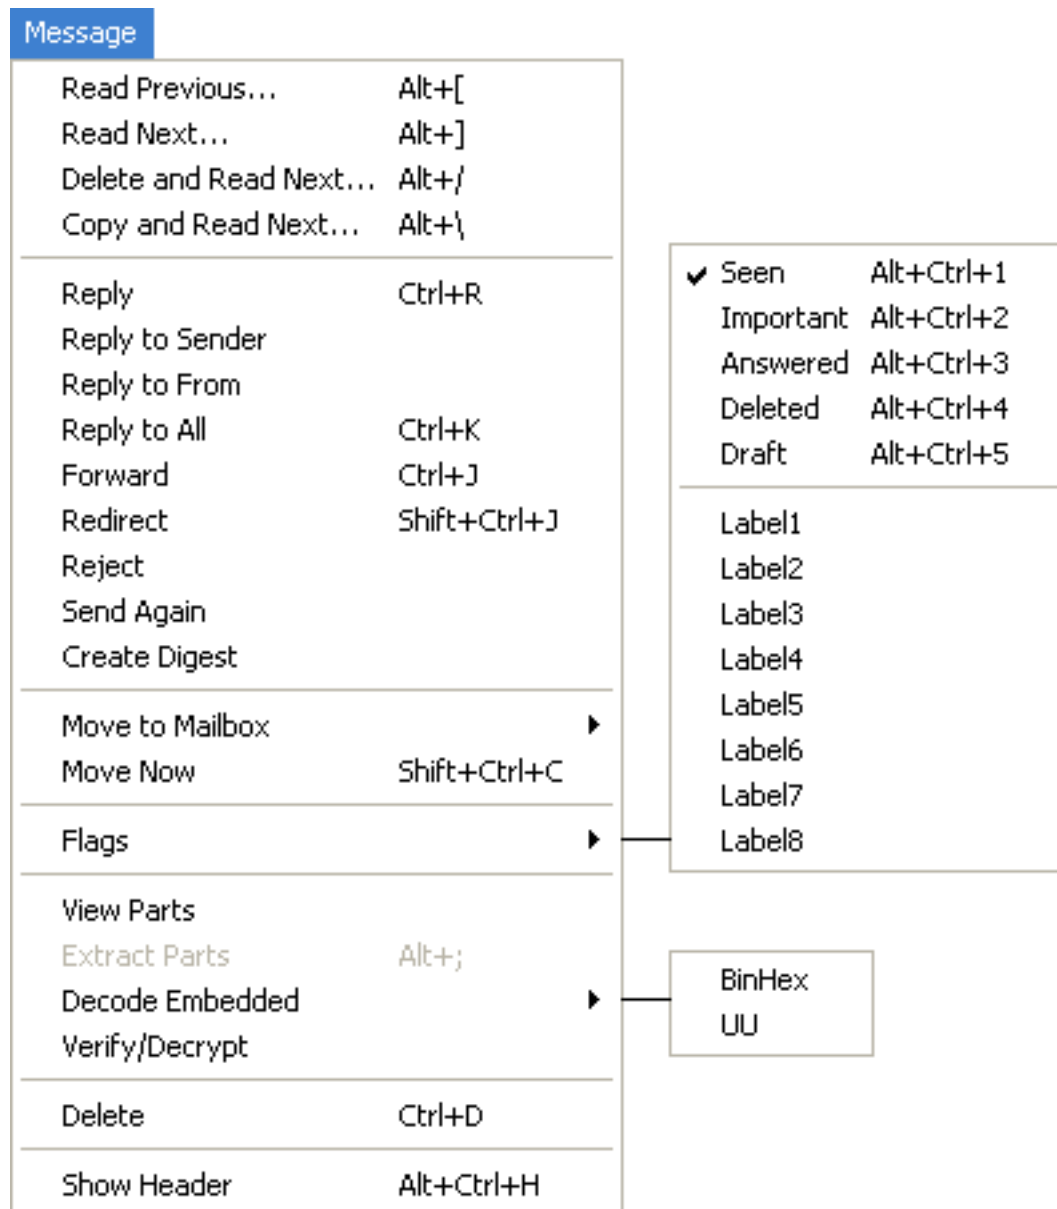 Message
Read Previous... Alt+[
Read Next... Alt+]
Delete and Read Next... Alt+/
Copy and Read Next... Alt+\
Reply Ctrl+R
Reply to Sender
Reply to From
Reply to All Ctrl+K
Forward Ctrl+J
Redirect Shift+Ctrl+J
Reject
Send Again
Create Digest
Move to Mailbox
Move Now Shift+Ctrl+C
Flags
View Parts
Extract Parts Alt+;
Decode Embedded
Verify/Decrypt
Delete Ctrl+D
Show Header Alt+Ctrl+H
Seen Alt+Ctrl+1
Important Alt+Ctrl+2
Answered Alt+Ctrl+3
Deleted Alt+Ctrl+4
Draft Alt+Ctrl+5
Label1
Label2
Label3
Label4
Label5
Label6
Label7
Label8
BinHex
UU